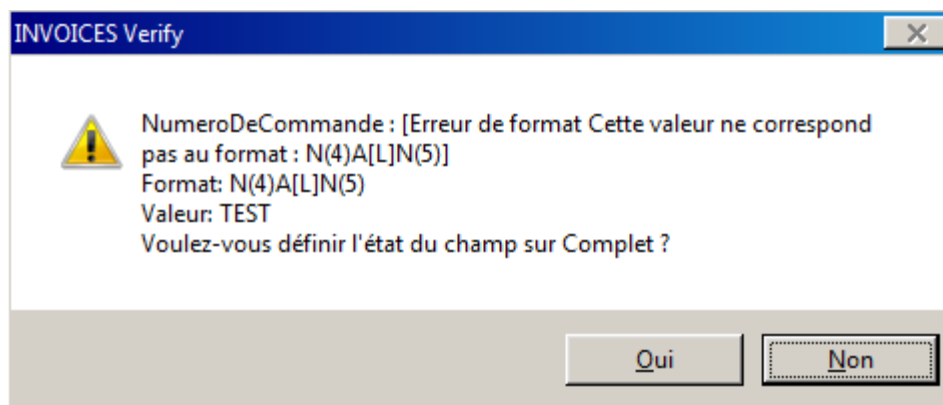 INVOICES Verify
NumeroDeCommande : [Erreur de format Cette valeur ne correspond
pas au format : N(4)A[L]N(5)]
Format: N(4)A[L]N(5)
Valeur: TEST
Voulez-vous définir l'état du champ sur Complet ?
Oui
Non